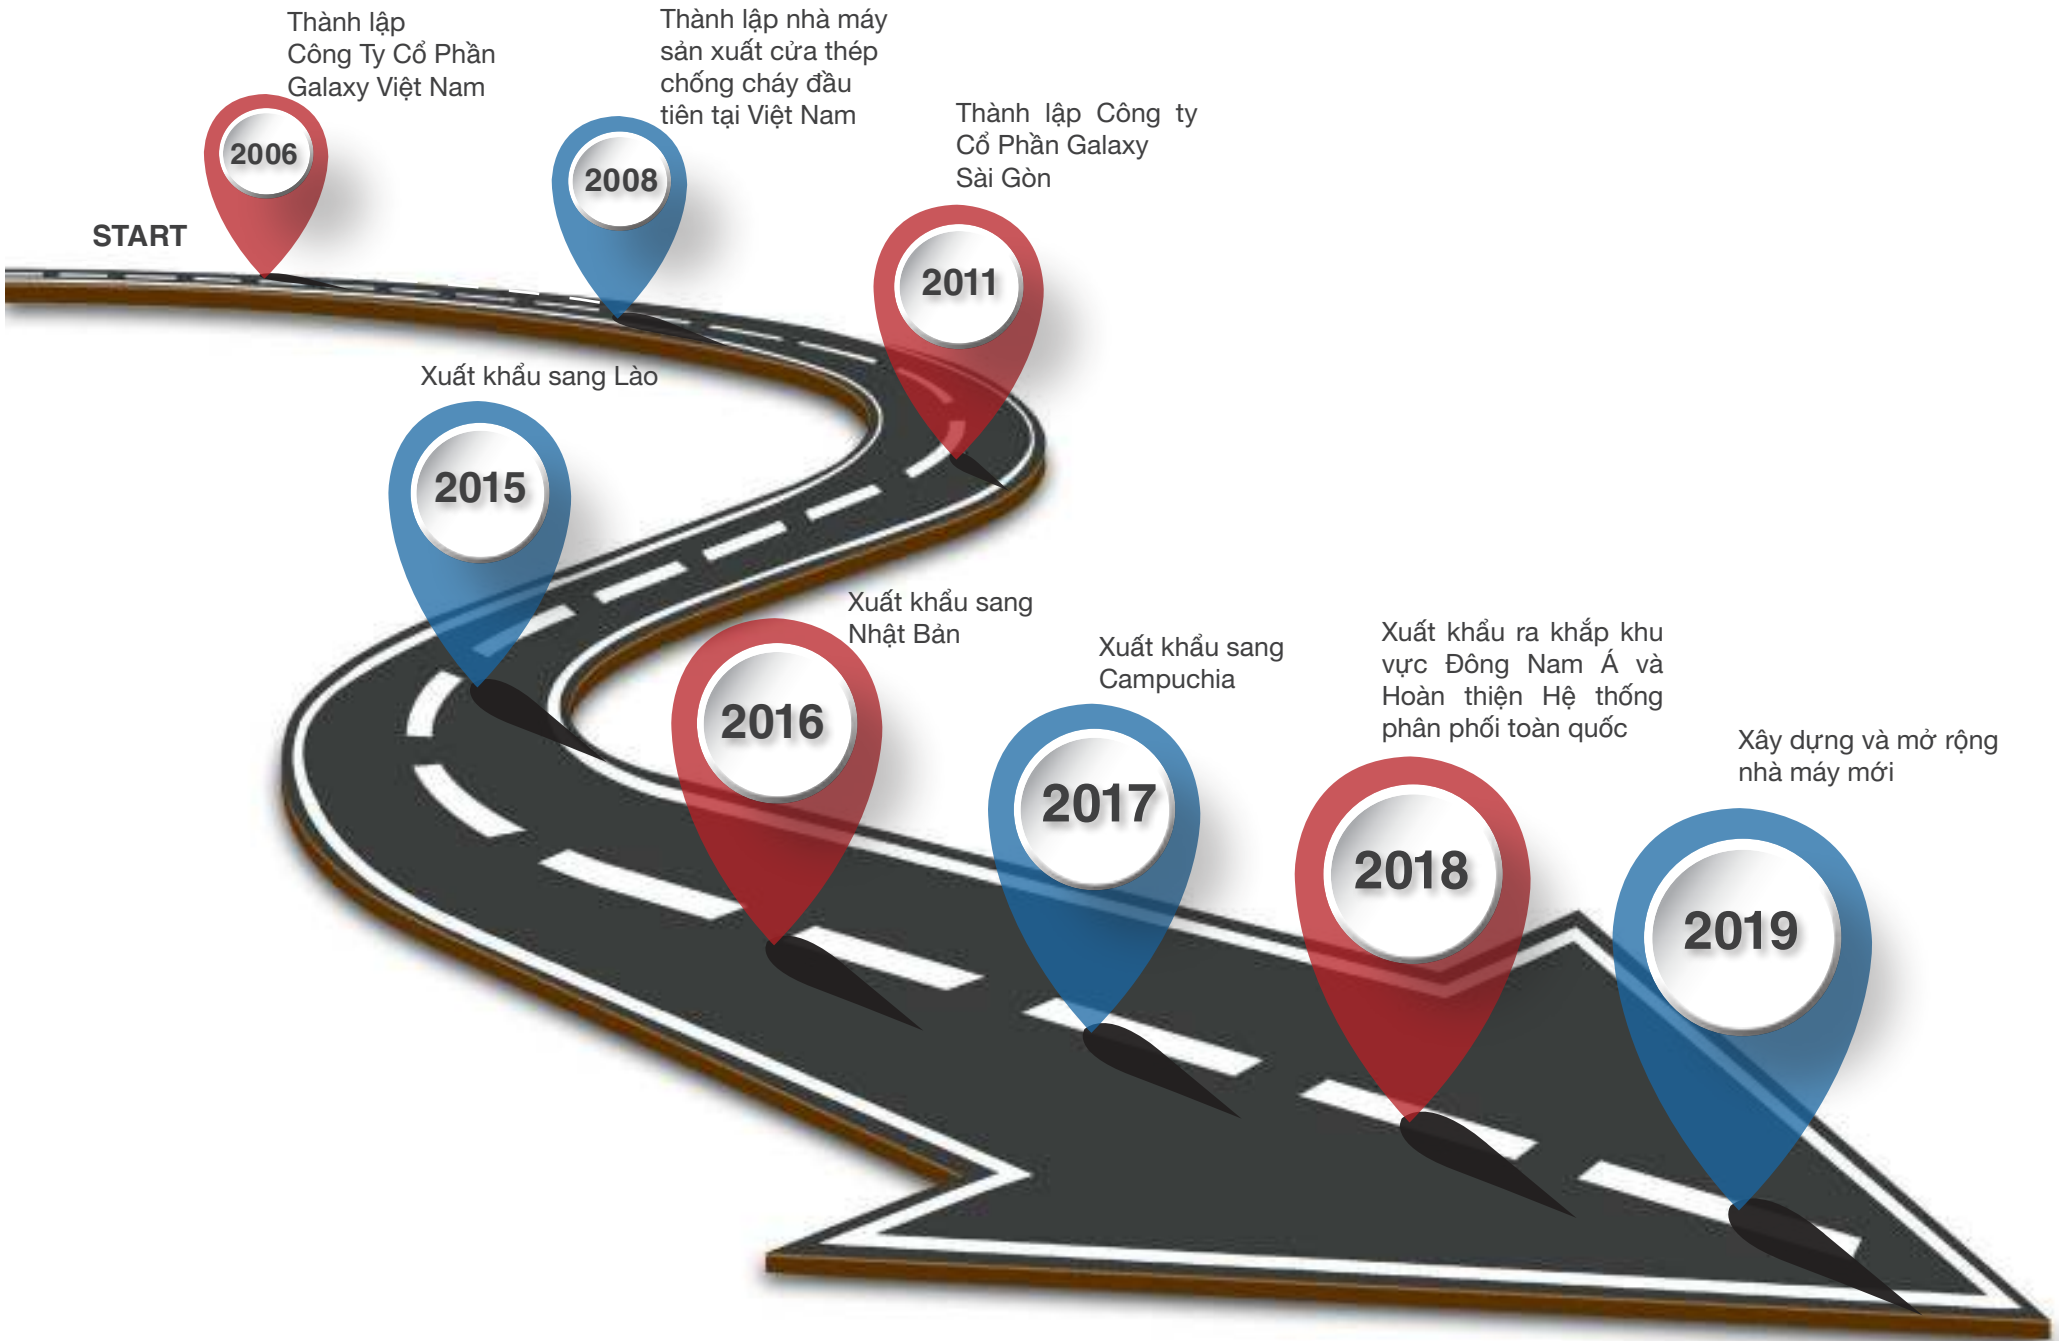 START
Thành lập
Công Ty Cổ Phần
Galaxy Việt Nam
2006
Thành lập nhà máy
sản xuất cửa thép
chống cháy đầu
tiên tại Việt Nam
2008
Thành lập Công ty
Cổ Phần Galaxy
Sài Gòn
2011
Xuất khẩu sang Lào
2015
Xuất khẩu sang
Nhật Bản
2016
Xuất khẩu sang
Campuchia
2017
Xuất khẩu ra khắp khu
vực Đông Nam Á và
Hoàn thiện Hệ thống
phân phối toàn quốc
2018
Xây dựng và mở rộng
nhà máy mới
2019